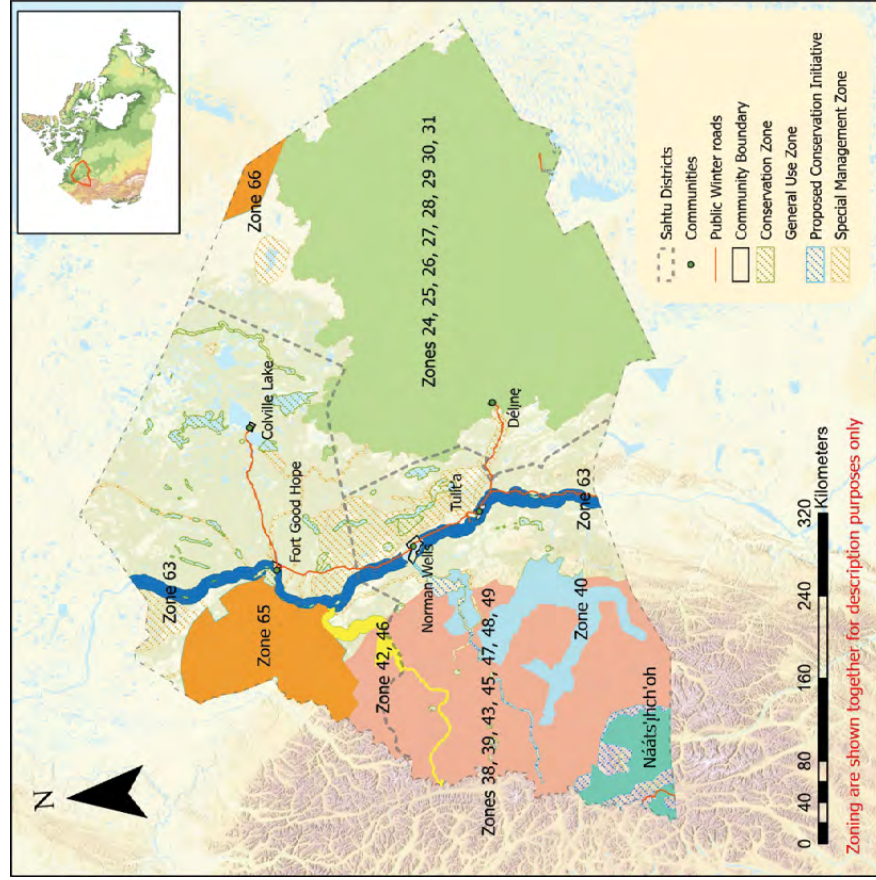 N
Zone 63
Zone 65
Fort Good Hope
Colville Lake
Zone 66
Zone 42, 46
Norman Wells
Tulít'a
Délı̨nę
Zones 24, 25, 26, 27, 28, 29 30, 31
Zones 38, 39, 43, 45, 47, 48, 49
Zone 40
Zone 63
Nááts'ı̨hch'oh
Sahtu Districts
Communities
Public Winter roads
Community Boundary
Conservation Zone
General Use Zone
Proposed Conservation Initiative
Special Management Zone
0 40 80 160 240 320
Kilometers
Zoning are shown together for description purposes only